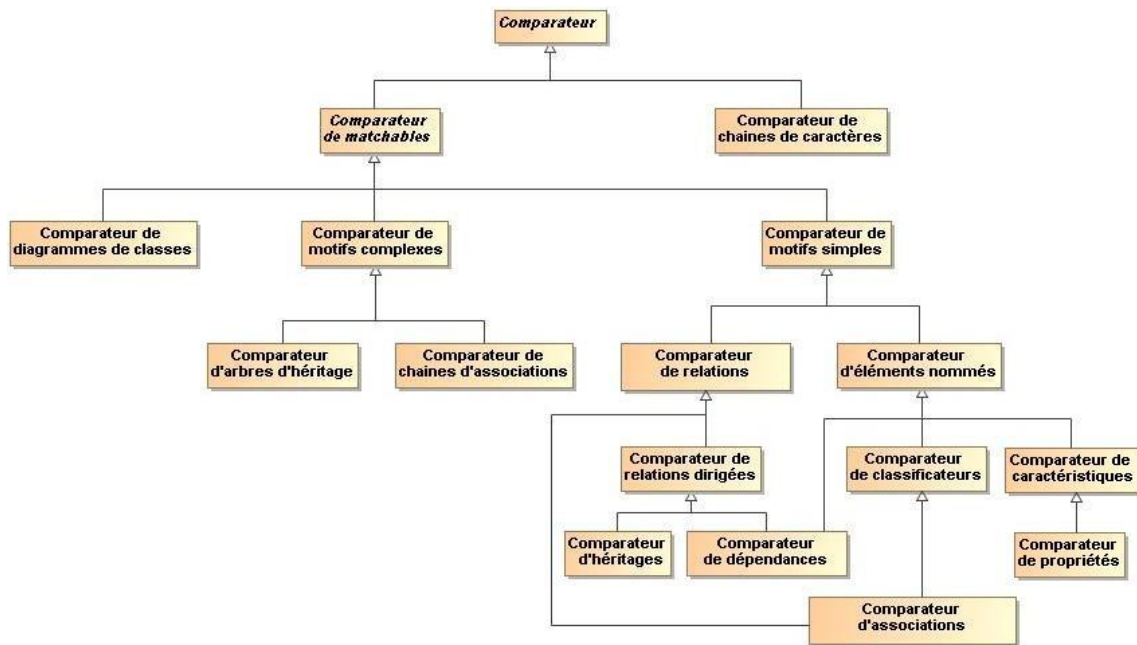 Comparateur
Comparateur
de matchables
Comparateur de
chaines de caractères
Comparateur de
diagrammes de classes
Comparateur de
motifs complexes
Comparateur de
motifs simples
Comparateur
d'arbres d'héritage
Comparateur de
chaines d'associations
Comparateur
de relations
Comparateur
d'éléments nommés
Comparateur de
relations dirigées
Comparateur
de classificateurs
Comparateur de
caractéristiques
Comparateur
d'héritages
Comparateur
de dépendances
Comparateur
de propriétés
Comparateur
d'associations